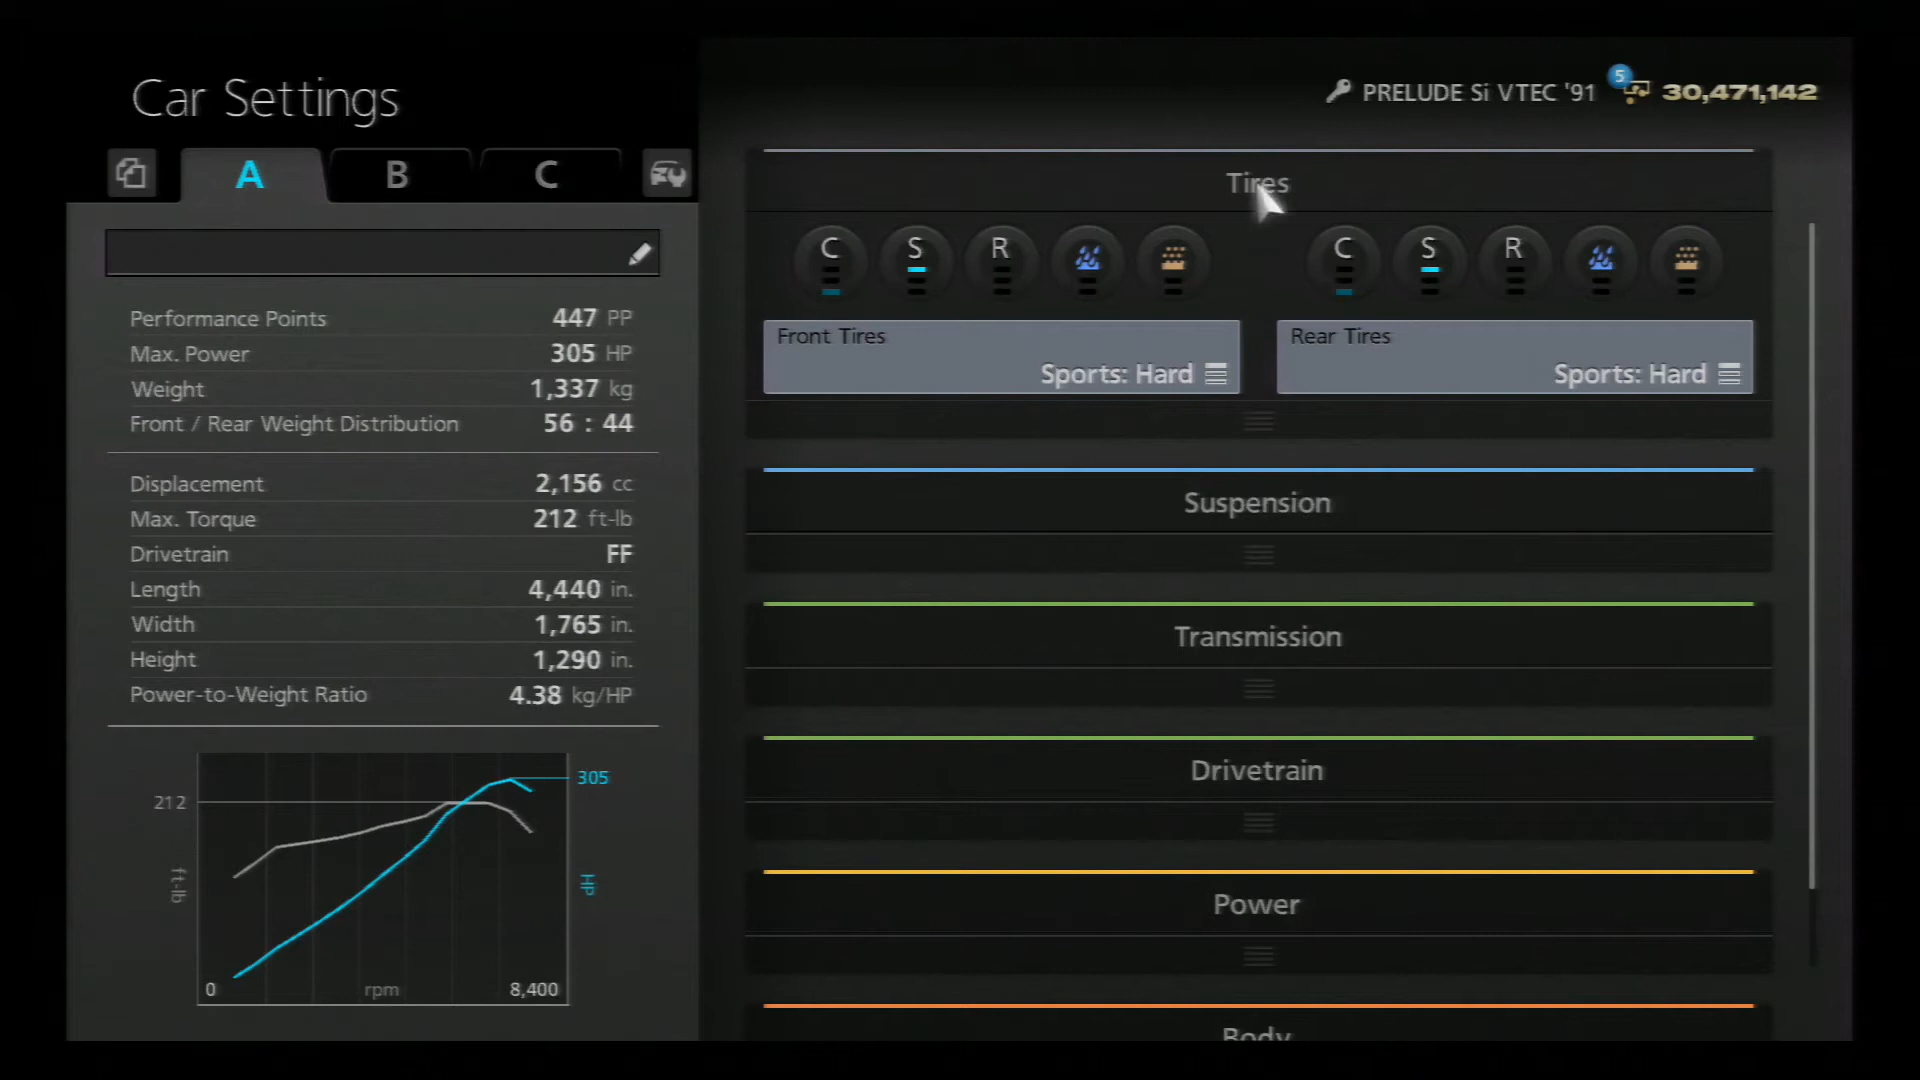 Car Settings
PRELUDE Si VTEC '91
5
30,471,142
A
B
C
Performance Points 447 PP
Max. Power 305 HP
Weight 1,337 kg
Front / Rear Weight Distribution 56 : 44
Displacement 2,156 cc
Max. Torque 212 ft-lb
Drivetrain FF
Length 4,440 in.
Width 1,765 in.
Height 1,290 in.
Power-to-Weight Ratio 4.38 kg/HP
305
212
ft-lb
HP
0 rpm 8,400
Tires
C S R C S R
Front Tires
Sports: Hard
Rear Tires
Sports: Hard
Suspension
Transmission
Drivetrain
Power
Body